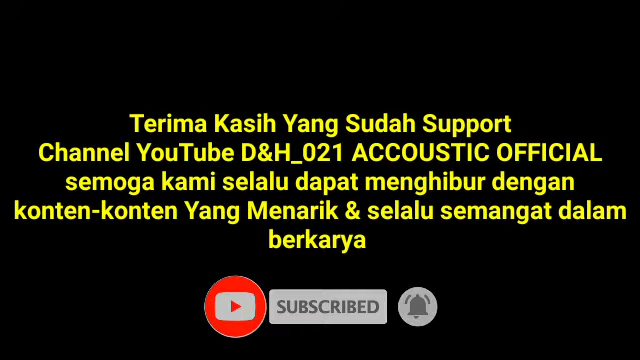 Terima Kasih Yang Sudah Support
Channel YouTube D&H_021 ACCOUSTIC OFFICIAL
semoga kami selalu dapat menghibur dengan
konten-konten Yang Menarik & selalu semangat dalam
berkarya
SUBSCRIBED